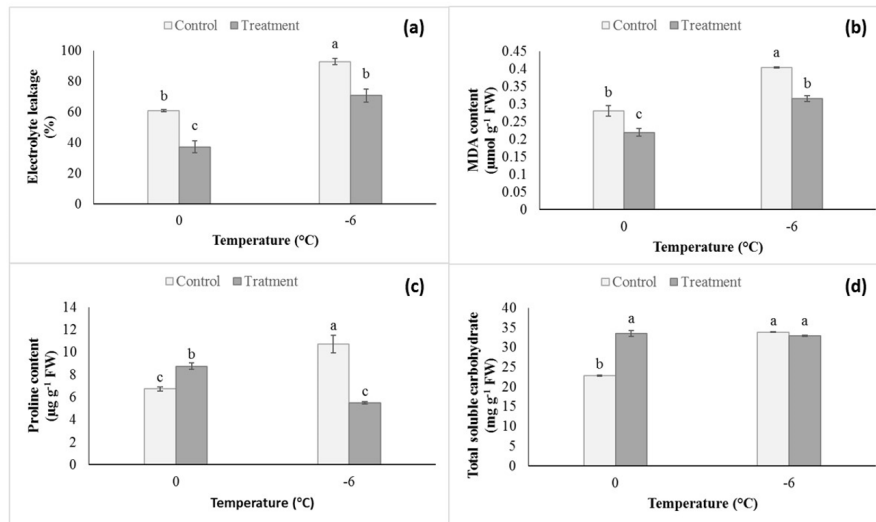 Control Treatment
(a)
Electrolyte leakage
(%)
100
80
60
40
20
0
b
c
a
b
0 -6
Temperature (°C)
Control Treatment
(b)
MDA content
(µmol g-1 FW)
0.45
0.4
0.35
0.3
0.25
0.2
0.15
0.1
0.05
0
b
c
a
b
0 -6
Temperature (°C)
Control Tratment
(c)
Proline content
(µg g-1 FW)
14
12
10
8
6
4
2
0
c
b
a
c
0 -6
Temperature (°C)
Control Treatment
(d)
Total soluble carbohydrate
(mg g-1 FW)
40
35
30
25
20
15
10
5
0
b
a
a
a
0 -6
Temperature (°C)